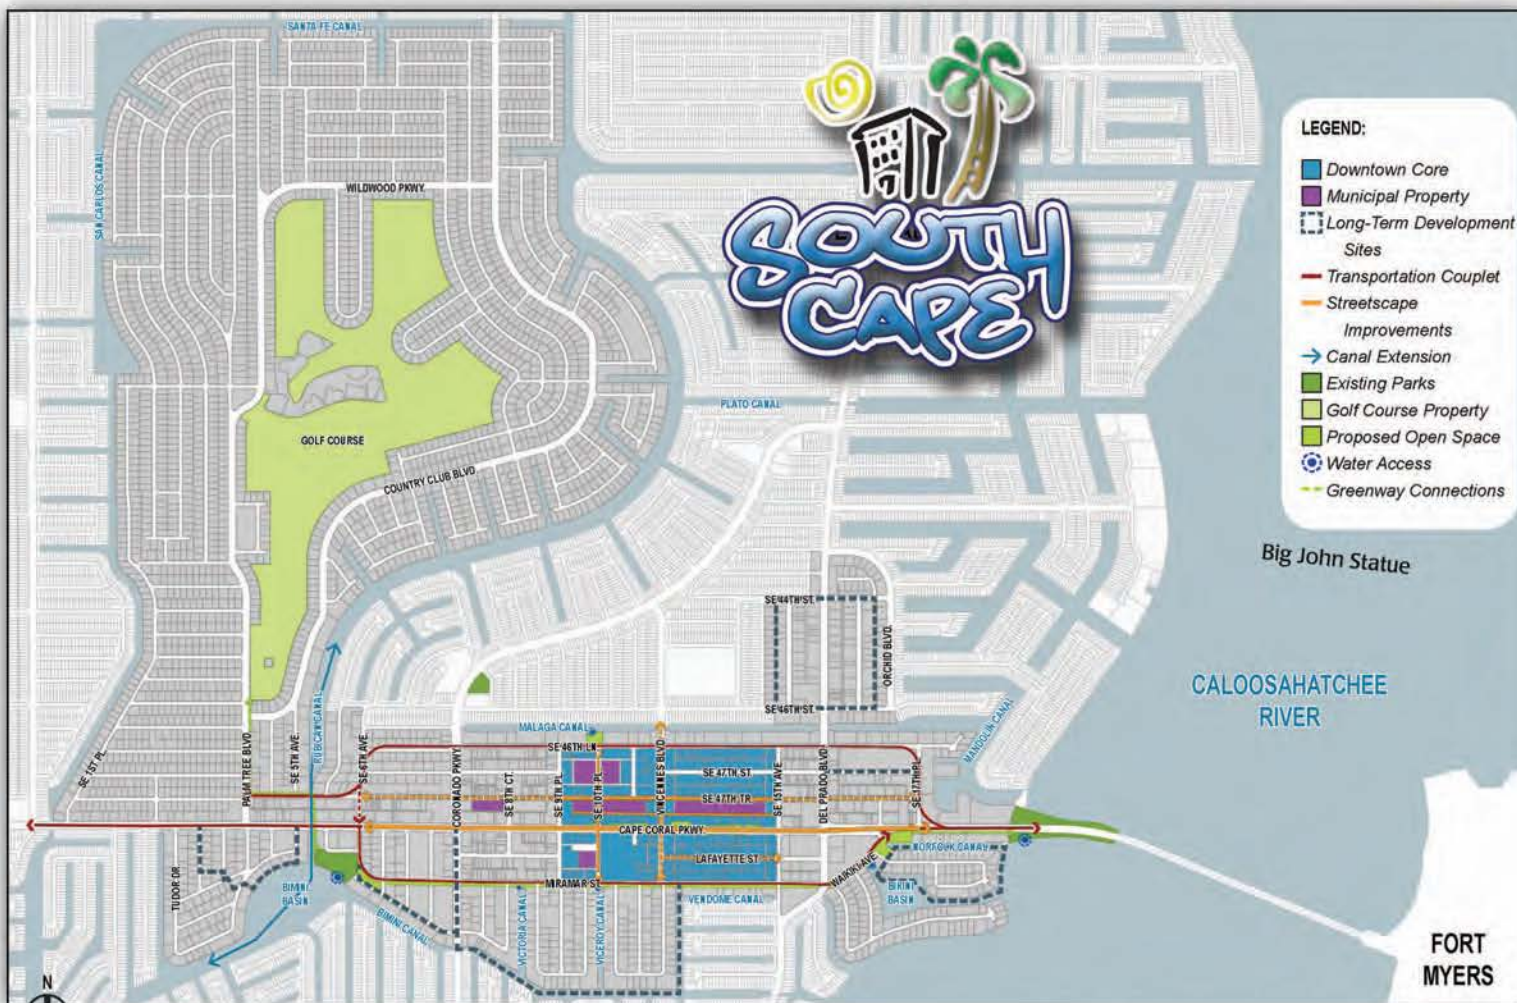 SANTA FE CANAL
SAN CARLOS CANAL
WILDWOOD PKWY.
SOUTH
CAPE
LEGEND:
Downtown Core
Municipal Property
Long-Term Development
Sites
Transportation Couplet
Streetscape
Improvements
Canal Extension
Existing Parks
Golf Course Property
Proposed Open Space
Water Access
Greenway Connections
PLATO CANAL
GOLF COURSE
COUNTRY CLUB BLVD
Big John Statue
SE 44TH ST.
ORCHID BLVD.
SE 46TH ST.
CALOOSAHATCHEE
RIVER
MANDOLIN CANAL
RUBICAN CANAL
MALAGA CANAL
SE 1ST PL.
PALM TREE BLVD.
SE 5TH AVE.
SE 6TH AVE.
CORONADO PKWY.
SE 8TH CT.
SE 9TH PL.
SE 10TH PL.
VINCENNES BLVD.
SE 15TH AVE
DEL PRADO BLVD.
SE 17TH PL.
SE 46TH LN.
SE 47TH ST
SE 47TH TR
CAPE CORAL PKWY.
LAFAYETTE ST
NORFOLK CANAL
WAIKIKI AVE.
MIRAMAR ST.
VENDOME CANAL
TUDOR DR.
BIMINI
BASIN
BIMINI CANAL
VICTORIA CANAL
VICEROY CANAL
BIKINI
BASIN
FORT
MYERS
N